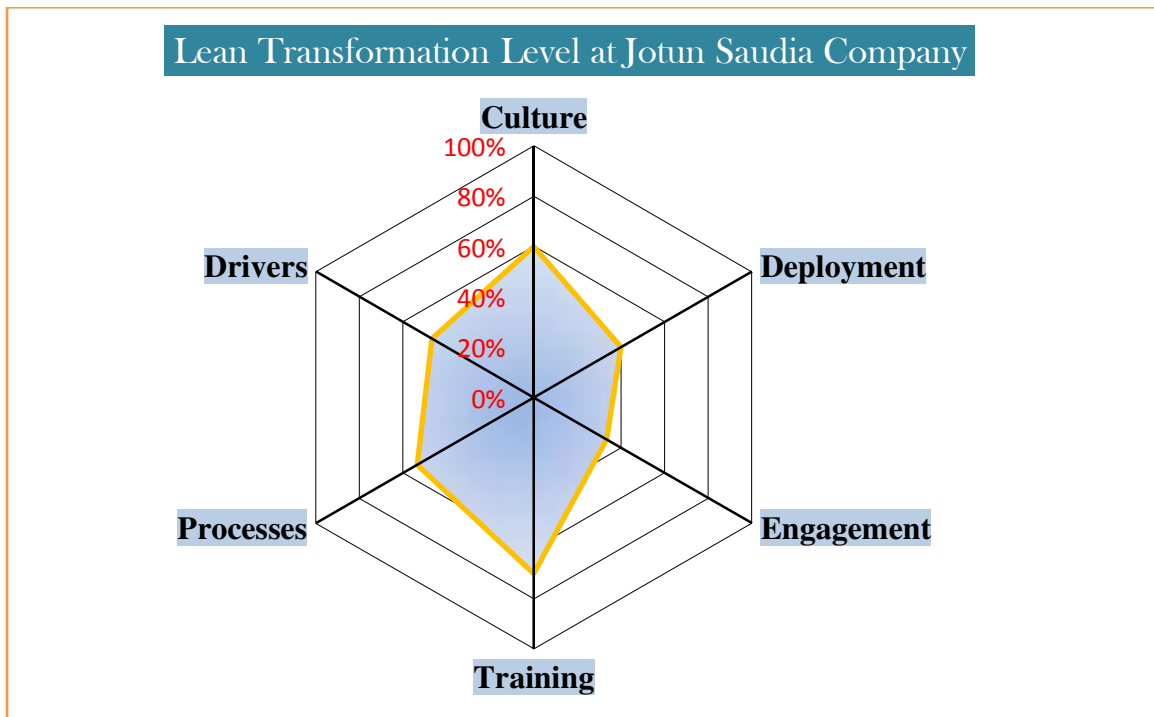 Lean Transformation Level at Jotun Saudia Company
Culture
100%
80%
60%
40%
20%
0%
Drivers
Deployment
Processes
Engagement
Training